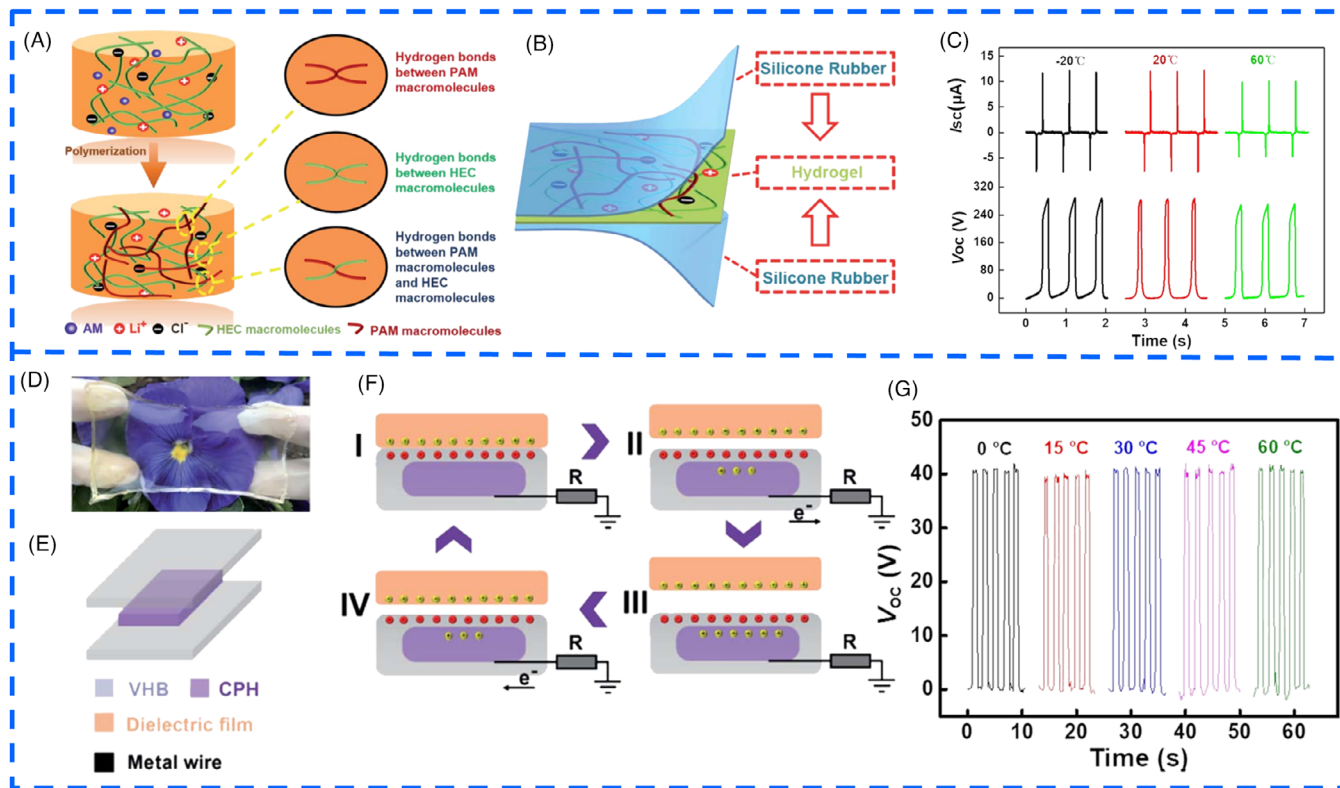 (A)
Polymerization
Hydrogen bonds
between PAM
macromolecules
Hydrogen bonds
between HEC
macromolecules
Hydrogen bonds
between PAM
macromolecules
and HEC
macromolecules
AM Li⁺ Cl⁻ HEC macromolecules PAM macromolecules
(B)
Silicone Rubber
Hydrogel
Silicone Rubber
(C)
-20℃ 20℃ 60℃
Isc(μA)
15
10
5
0
-5
Voc (V)
320
240
160
80
0
0 1 2 3 4 5 6 7
Time (s)
(D)
(E)
VHB CPH
Dielectric film
Metal wire
(F)
I
R
II
R
e⁻
IV
R
e⁻
III
R
(G)
50
40
30
20
10
0
VOC (V)
0 °C 15 °C 30 °C 45 °C 60 °C
0 10 20 30 40 50 60
Time (s)